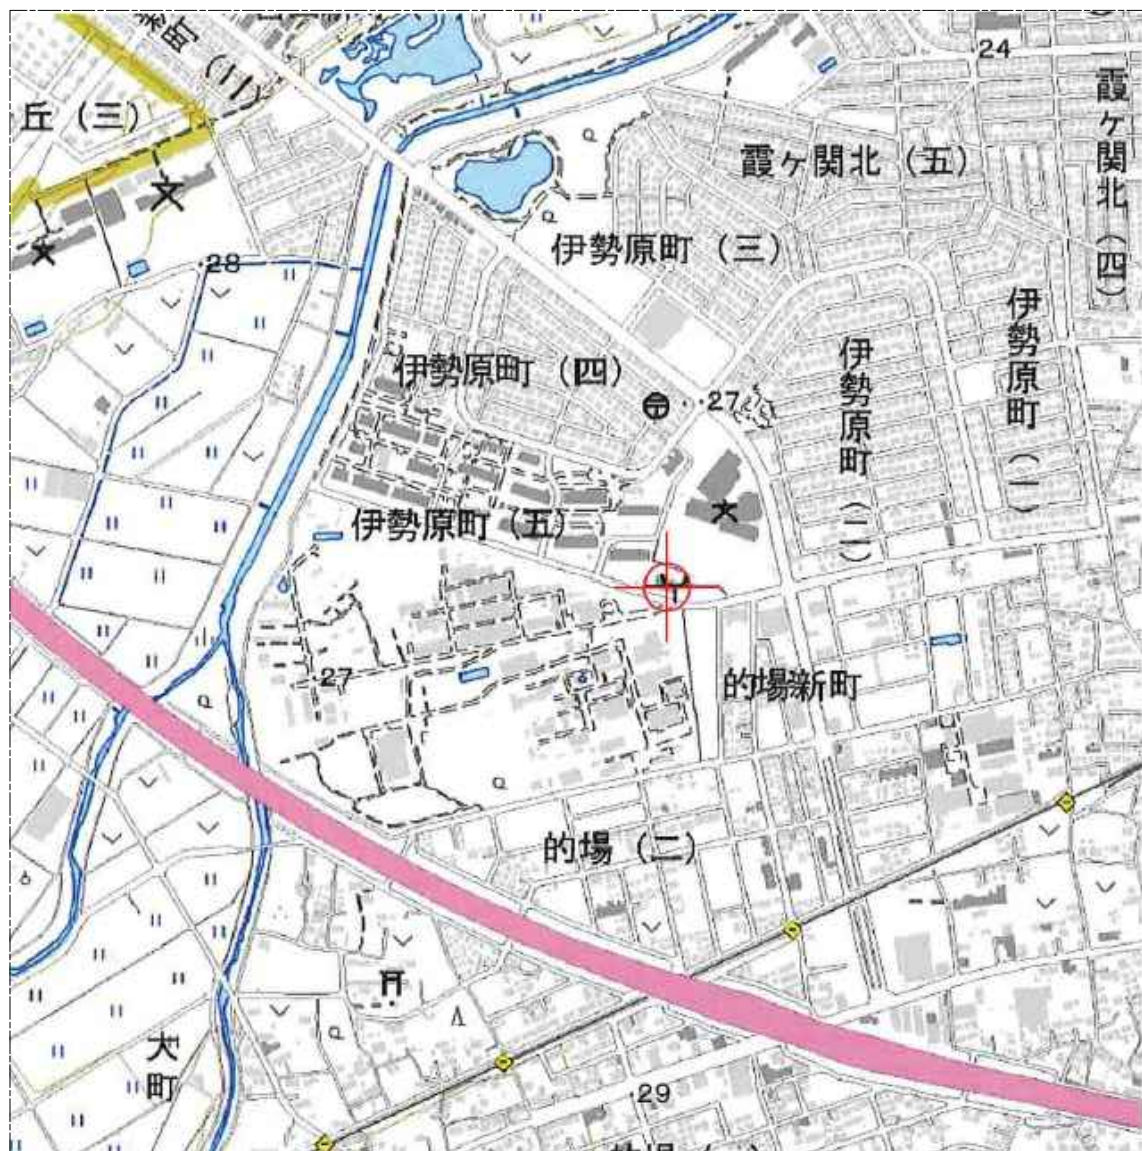 24
霞ヶ関北（四）
丘（三）
霞ヶ関北（五）
伊勢原町（三）
28
伊勢原町（一）
伊勢原町（二）
伊勢原町（四）
27
伊勢原町（五）
27
的場新町
的場（二）
大町
29